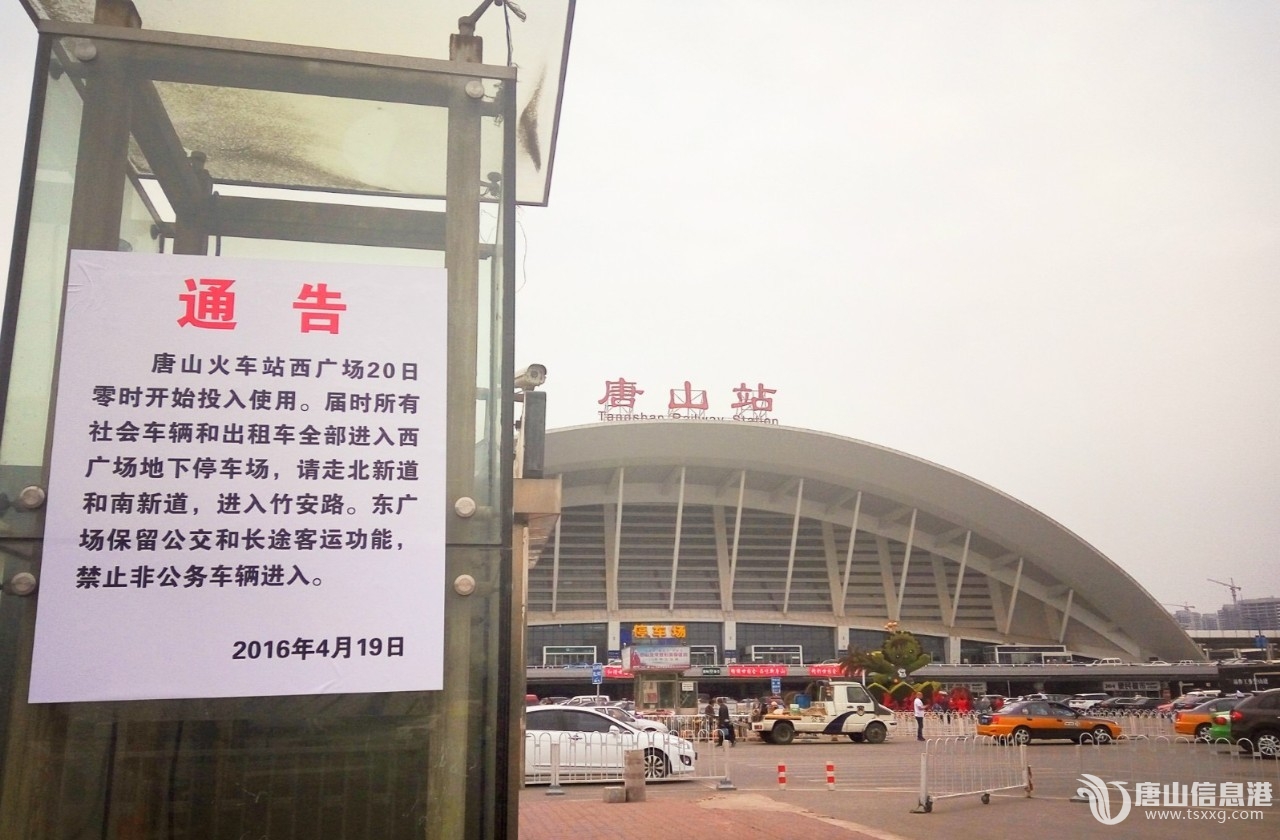 通 告
唐山火车站西广场20日
零时开始投入使用。届时所有
社会车辆和出租车全部进入西
广场地下停车场，请走北新道
和南新道，进入竹安路。东广
场保留公交和长途客运功能，
禁止非公务车辆进入。
2016年4月19日
唐山站
Tangshan Railway Station
停车场
唐山信息港
www.tsxxg.com